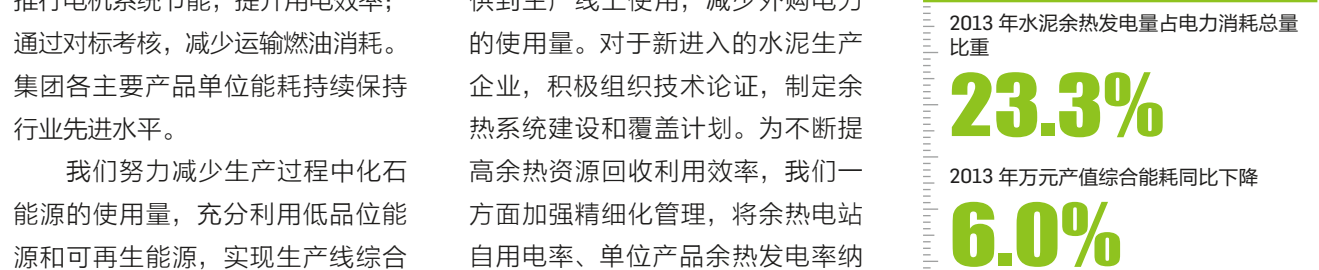 推行电机系统节能，提升用电效率；
通过对标考核，减少运输燃油消耗。
集团各主要产品单位能耗持续保持
行业先进水平。
我们努力减少生产过程中化石
能源的使用量，充分利用低品位能
源和可再生能源，实现生产线综合
供到生产线上使用，减少外购电力
的使用量。对于新进入的水泥生产
企业，积极组织技术论证，制定余
热系统建设和覆盖计划。为不断提
高余热资源回收利用效率，我们一
方面加强精细化管理，将余热电站
自用电率、单位产品余热发电率纳
2013 年水泥余热发电量占电力消耗总量
比重
23.3%
2013 年万元产值综合能耗同比下降
6.0%